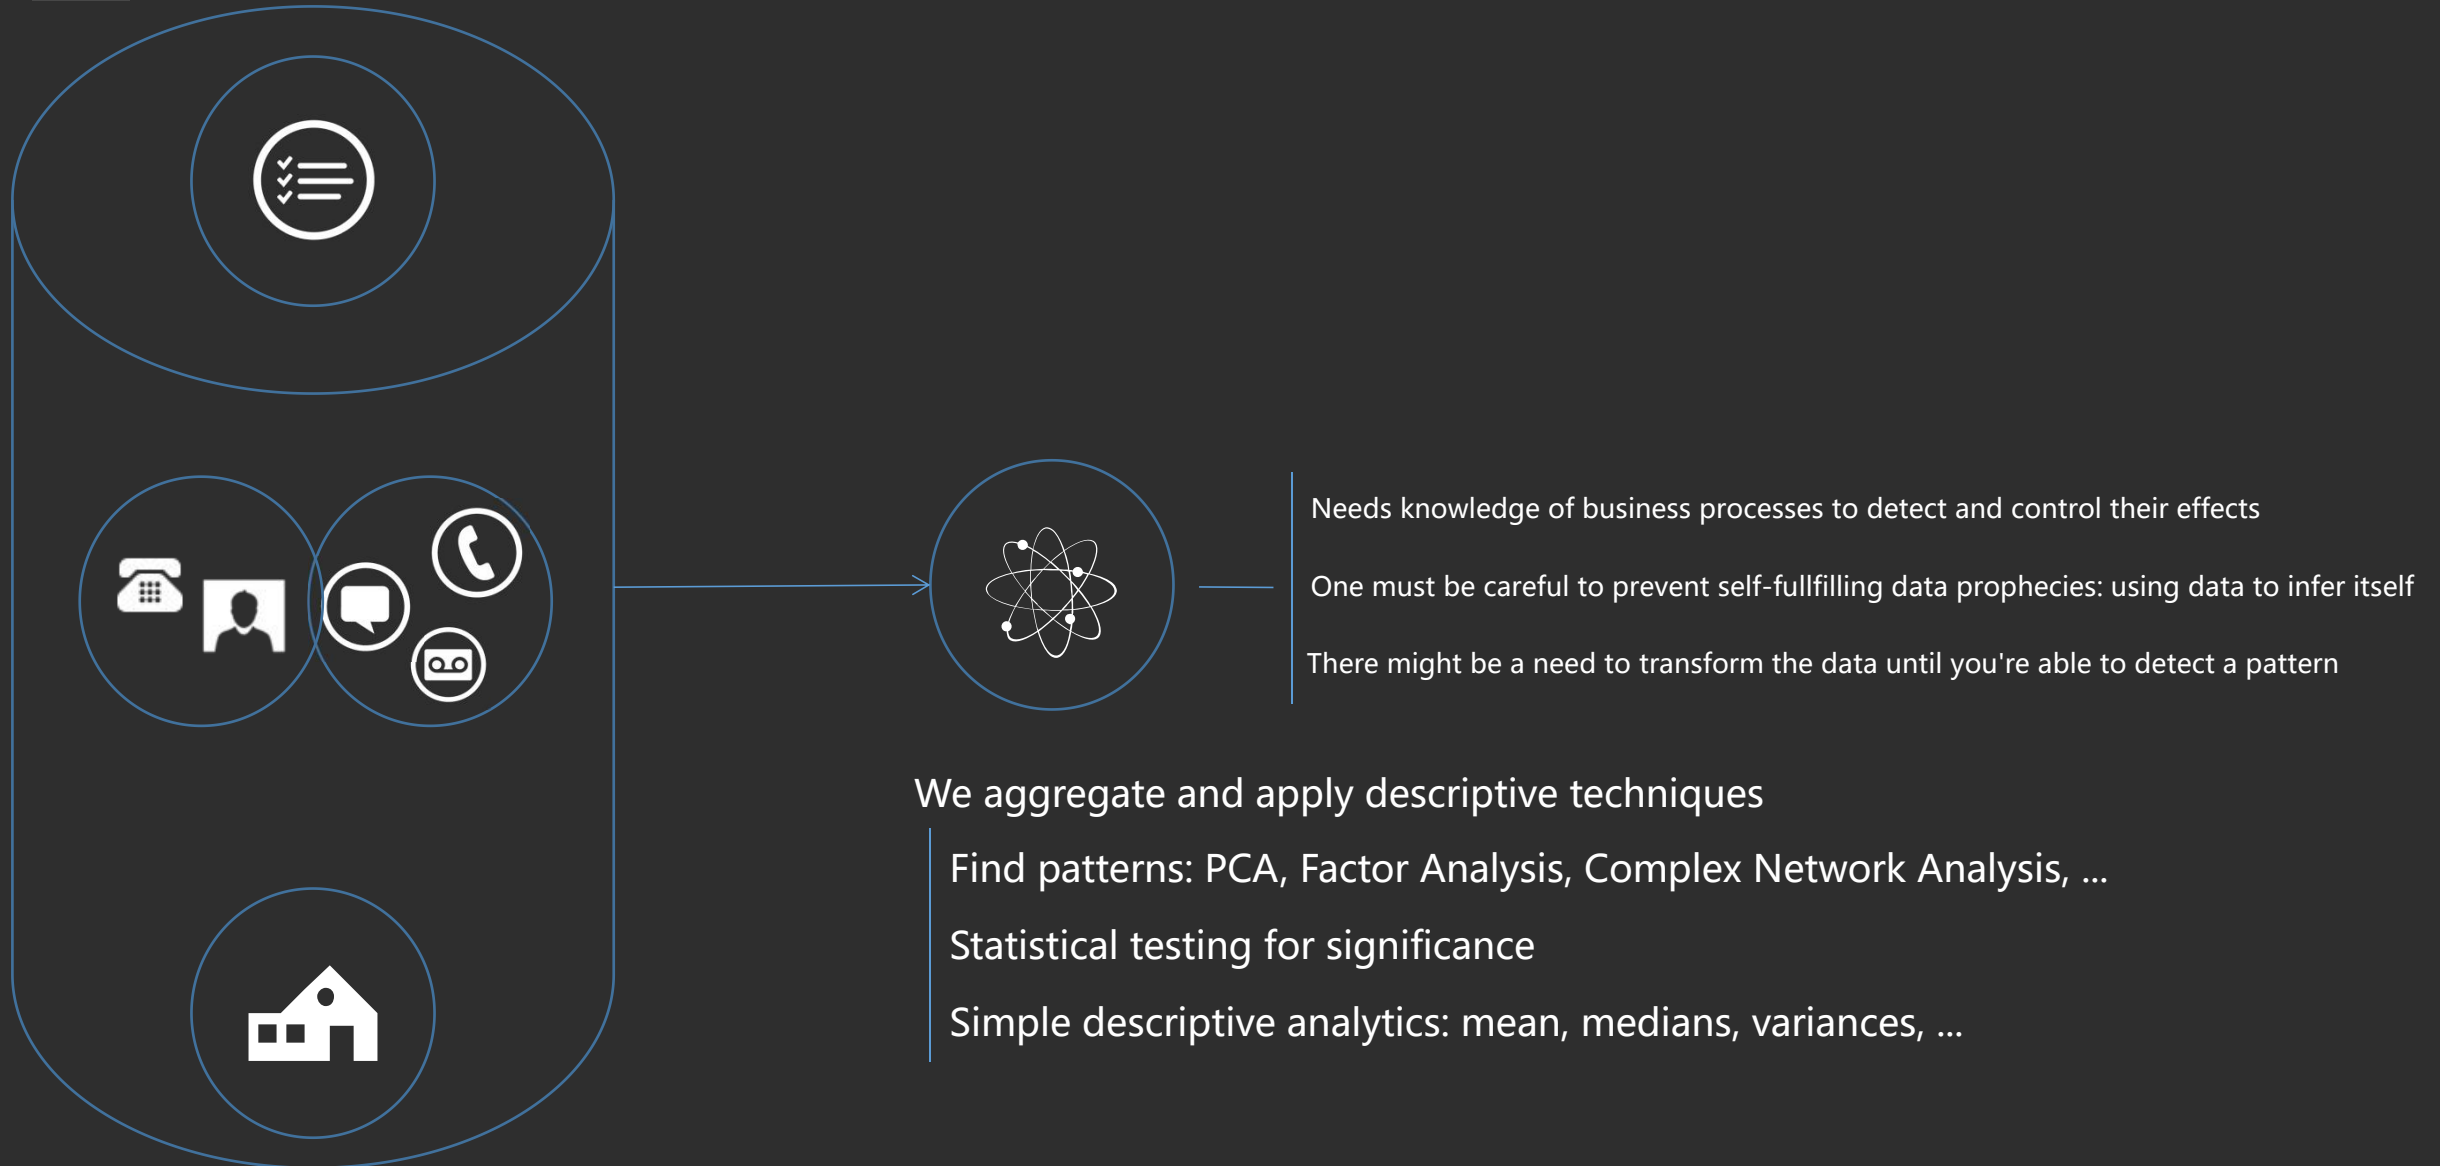 Needs knowledge of business processes to detect and control their effects
One must be careful to prevent self-fullfilling data prophecies: using data to infer itself
There might be a need to transform the data until you're able to detect a pattern
We aggregate and apply descriptive techniques
Find patterns: PCA, Factor Analysis, Complex Network Analysis, ...
Statistical testing for significance
Simple descriptive analytics: mean, medians, variances, ...